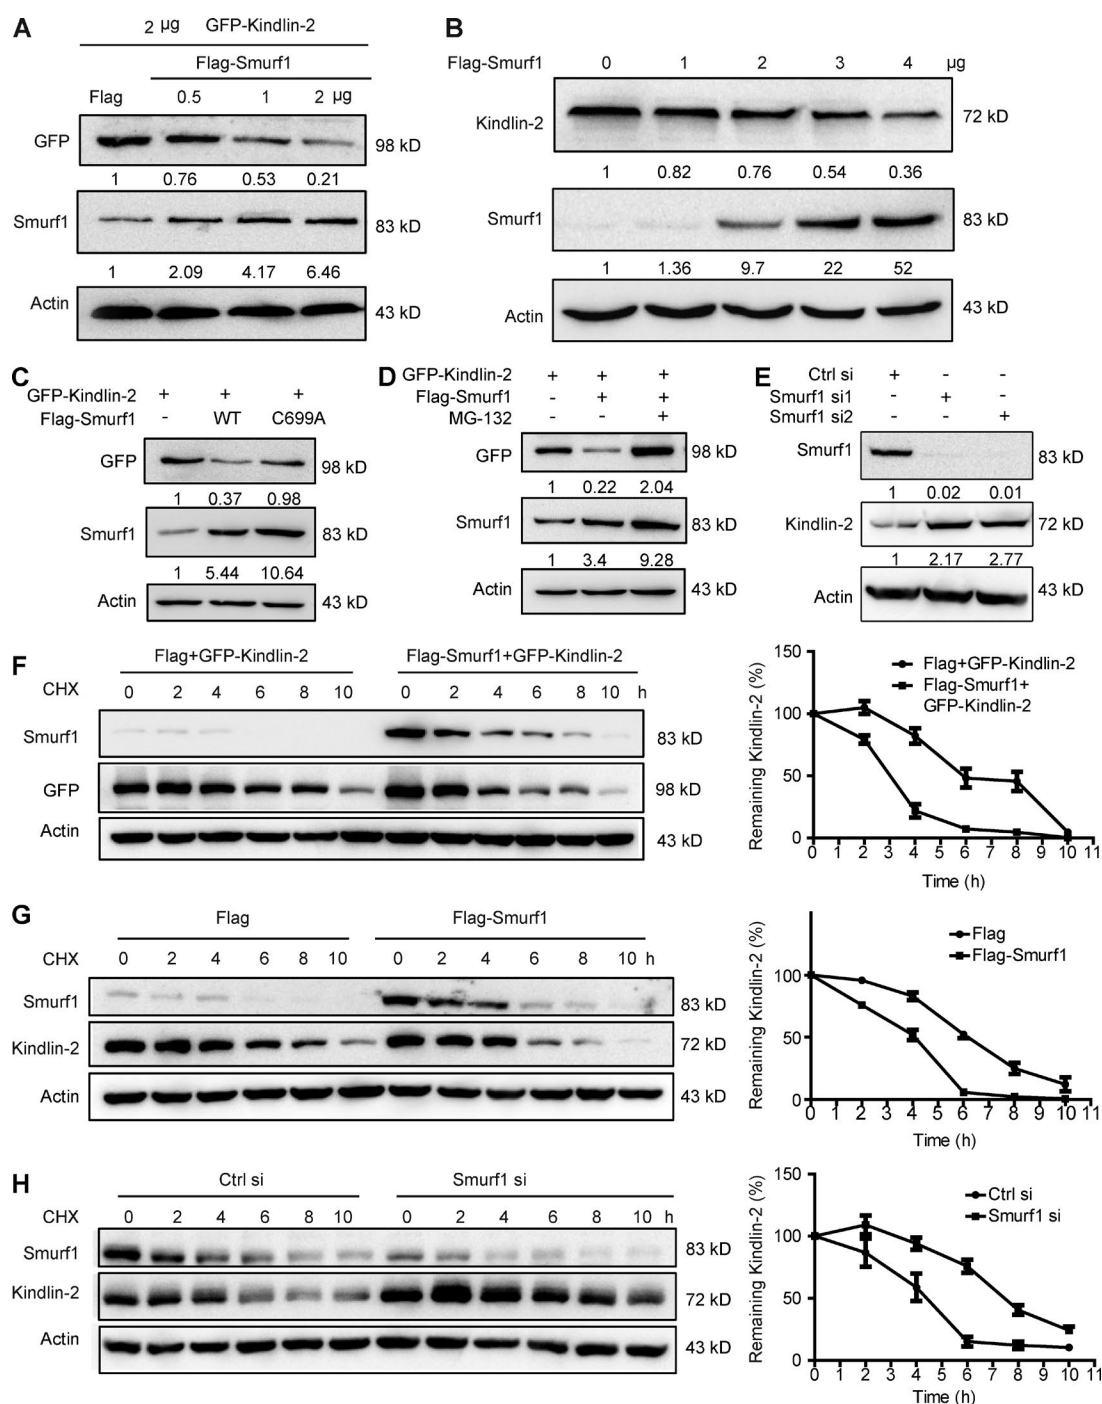 A
2 µg GFP-Kindlin-2
Flag-Smurf1
Flag 0.5 1 2 µg
GFP 98 kD
1 0.76 0.53 0.21
Smurf1 83 kD
1 2.09 4.17 6.46
Actin 43 kD
B
Flag-Smurf1 0 1 2 3 4 µg
Kindlin-2 72 kD
1 0.82 0.76 0.54 0.36
Smurf1 83 kD
1 1.36 9.7 22 52
Actin 43 kD
C
GFP-Kindlin-2 + + +
Flag-Smurf1 - WT C699A
GFP 98 kD
1 0.37 0.98
Smurf1 83 kD
1 5.44 10.64
Actin 43 kD
D
GFP-Kindlin-2 + + +
Flag-Smurf1 - + +
MG-132 - - +
GFP 98 kD
1 0.22 2.04
Smurf1 83 kD
1 3.4 9.28
Actin 43 kD
E
Ctrl si + - -
Smurf1 si1 - + -
Smurf1 si2 - - +
Smurf1 83 kD
1 0.02 0.01
Kindlin-2 72 kD
1 2.17 2.77
Actin 43 kD
F
Flag+GFP-Kindlin-2 Flag-Smurf1+GFP-Kindlin-2
CHX 0 2 4 6 8 10 0 2 4 6 8 10 h
Smurf1 83 kD
GFP 98 kD
Actin 43 kD
Remaining Kindlin-2 (%)
150
100
50
0
Flag+GFP-Kindlin-2
Flag-Smurf1+
GFP-Kindlin-2
0 1 2 3 4 5 6 7 8 9 10 11
Time (h)
G
Flag Flag-Smurf1
CHX 0 2 4 6 8 10 0 2 4 6 8 10 h
Smurf1 83 kD
Kindlin-2 72 kD
Actin 43 kD
Remaining Kindlin-2 (%)
100
50
0
Flag
Flag-Smurf1
0 1 2 3 4 5 6 7 8 9 10 11
Time (h)
H
Ctrl si Smurf1 si
CHX 0 2 4 6 8 10 0 2 4 6 8 10 h
Smurf1 83 kD
Kindlin-2 72 kD
Actin 43 kD
Remaining Kindlin-2 (%)
150
100
50
0
Ctrl si
Smurf1 si
0 1 2 3 4 5 6 7 8 9 10 11
Time (h)